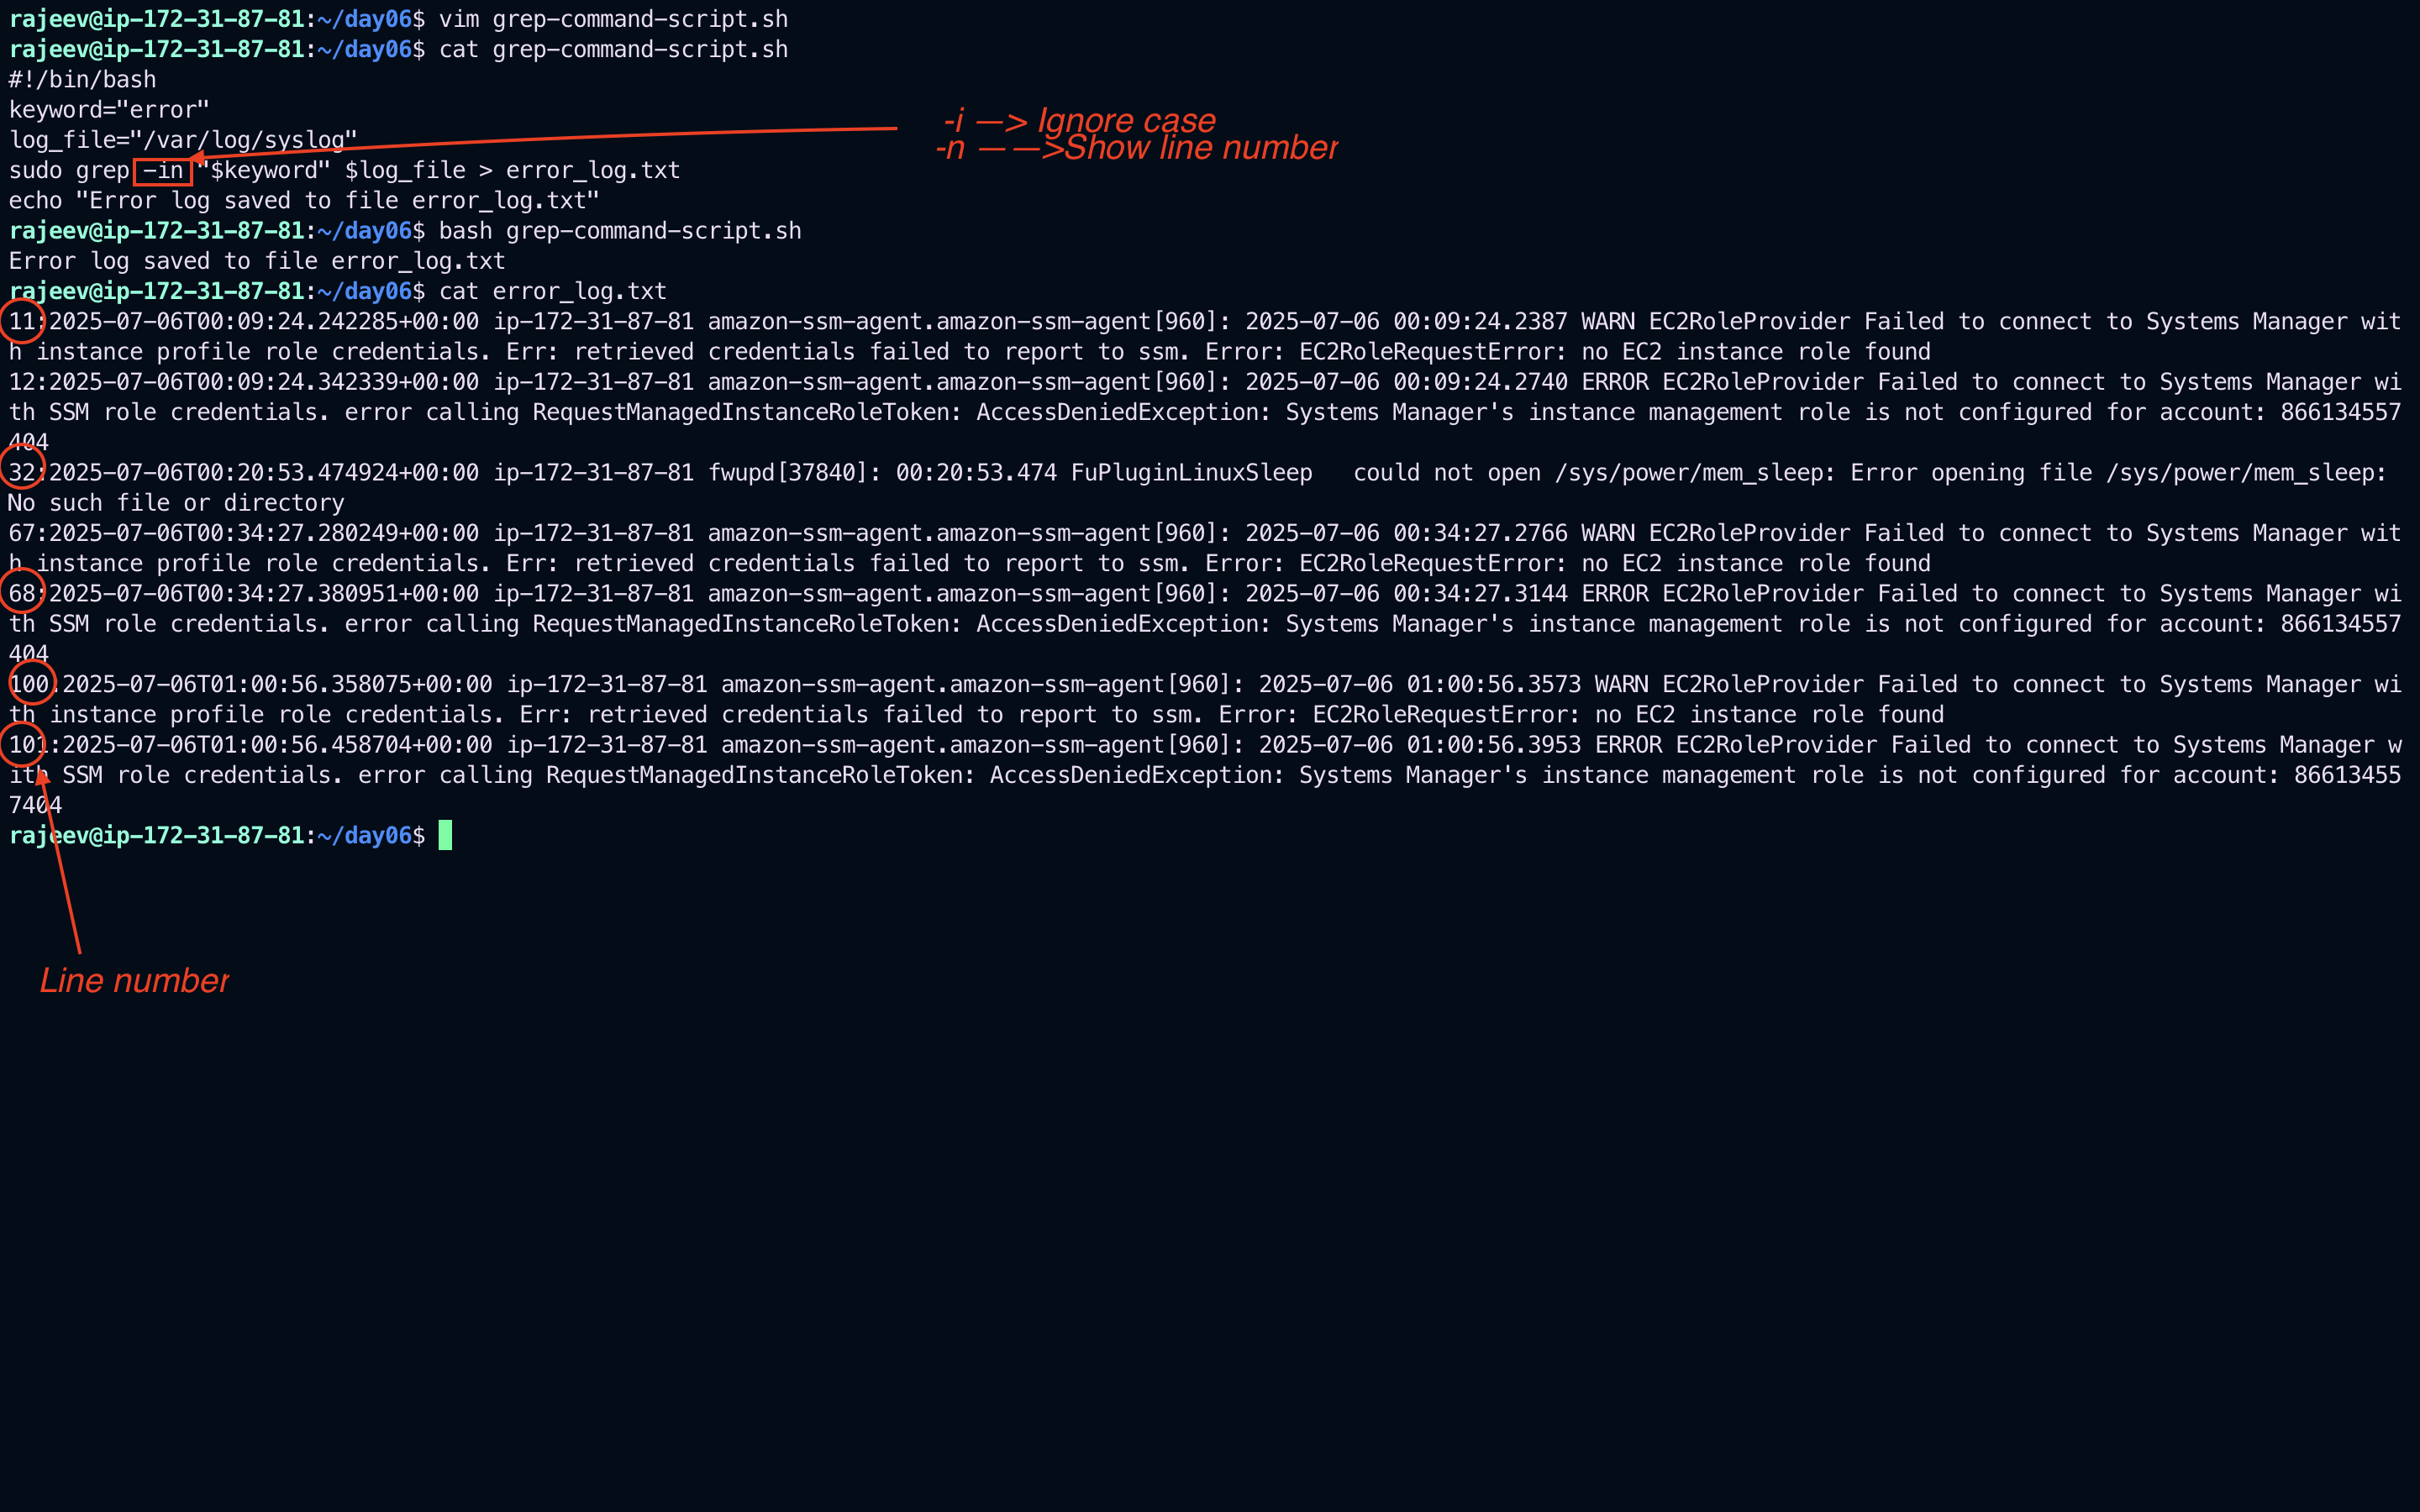 rajeev@ip-172-31-87-81:~/day06$ vim grep-command-script.sh
rajeev@ip-172-31-87-81:~/day06$ cat grep-command-script.sh
#!/bin/bash
keyword="error"
log_file="/var/log/syslog"
-i —> Ignore case
-n ——>Show line number
sudo grep -in "$keyword" $log_file > error_log.txt
echo "Error log saved to file error_log.txt"
rajeev@ip-172-31-87-81:~/day06$ bash grep-command-script.sh
Error log saved to file error_log.txt
rajeev@ip-172-31-87-81:~/day06$ cat error_log.txt
11:2025-07-06T00:09:24.242285+00:00 ip-172-31-87-81 amazon-ssm-agent.amazon-ssm-agent[960]: 2025-07-06 00:09:24.2387 WARN EC2RoleProvider Failed to connect to Systems Manager wit
h instance profile role credentials. Err: retrieved credentials failed to report to ssm. Error: EC2RoleRequestError: no EC2 instance role found
12:2025-07-06T00:09:24.342339+00:00 ip-172-31-87-81 amazon-ssm-agent.amazon-ssm-agent[960]: 2025-07-06 00:09:24.2740 ERROR EC2RoleProvider Failed to connect to Systems Manager wi
th SSM role credentials. error calling RequestManagedInstanceRoleToken: AccessDeniedException: Systems Manager's instance management role is not configured for account: 866134557
404
32:2025-07-06T00:20:53.474924+00:00 ip-172-31-87-81 fwupd[37840]: 00:20:53.474 FuPluginLinuxSleep   could not open /sys/power/mem_sleep: Error opening file /sys/power/mem_sleep:
No such file or directory
67:2025-07-06T00:34:27.280249+00:00 ip-172-31-87-81 amazon-ssm-agent.amazon-ssm-agent[960]: 2025-07-06 00:34:27.2766 WARN EC2RoleProvider Failed to connect to Systems Manager wit
h instance profile role credentials. Err: retrieved credentials failed to report to ssm. Error: EC2RoleRequestError: no EC2 instance role found
68:2025-07-06T00:34:27.380951+00:00 ip-172-31-87-81 amazon-ssm-agent.amazon-ssm-agent[960]: 2025-07-06 00:34:27.3144 ERROR EC2RoleProvider Failed to connect to Systems Manager wi
th SSM role credentials. error calling RequestManagedInstanceRoleToken: AccessDeniedException: Systems Manager's instance management role is not configured for account: 866134557
404
100:2025-07-06T01:00:56.358075+00:00 ip-172-31-87-81 amazon-ssm-agent.amazon-ssm-agent[960]: 2025-07-06 01:00:56.3573 WARN EC2RoleProvider Failed to connect to Systems Manager wi
th instance profile role credentials. Err: retrieved credentials failed to report to ssm. Error: EC2RoleRequestError: no EC2 instance role found
101:2025-07-06T01:00:56.458704+00:00 ip-172-31-87-81 amazon-ssm-agent.amazon-ssm-agent[960]: 2025-07-06 01:00:56.3953 ERROR EC2RoleProvider Failed to connect to Systems Manager w
ith SSM role credentials. error calling RequestManagedInstanceRoleToken: AccessDeniedException: Systems Manager's instance management role is not configured for account: 86613455
7404
rajeev@ip-172-31-87-81:~/day06$
Line number